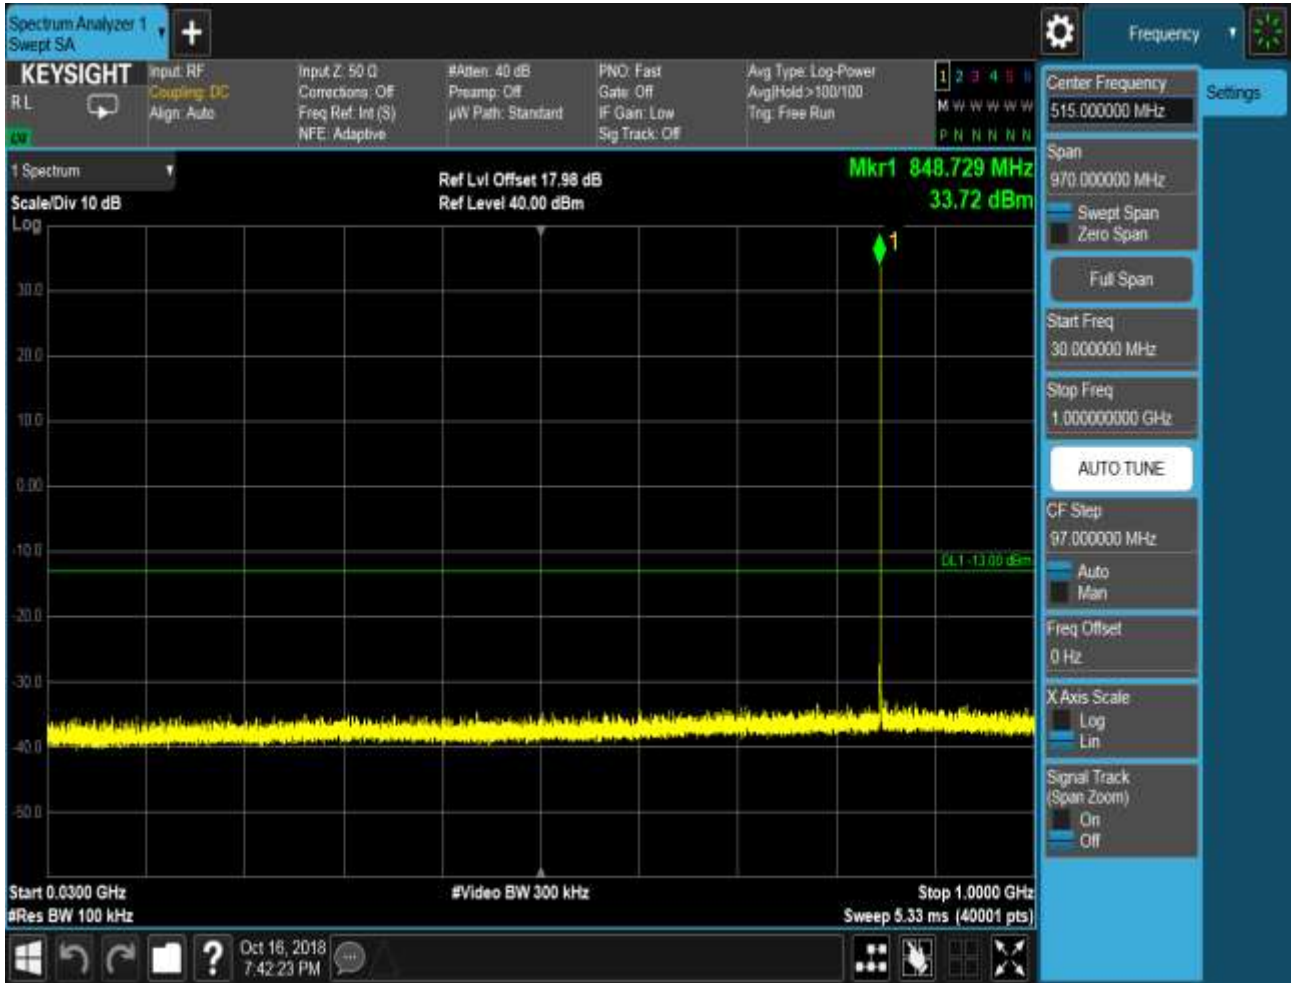 Spectrum Analyzer 1
Swept SA
+
Frequency
KEYSIGHT
R L
Input: RF
Coupling: DC
Align: Auto
Input Z: 50 Ω
Corrections: Off
Freq Ref: Int (S)
NFE: Adaptive
#Atten: 40 dB
Preamp: Off
µW Path: Standard
PNO: Fast
Gate: Off
IF Gain: Low
Sig Track: Off
Avg Type: Log-Power
Avg|Hold: >100/100
Trig: Free Run
1 2 3 4 5 6
M W W W W W
P N N N N N
1 Spectrum
Scale/Div 10 dB
Log
Ref Lvl Offset 17.98 dB
Ref Level 40.00 dBm
Mkr1 848.729 MHz
33.72 dBm
1
30.0
20.0
10.0
0.00
-10.0
-20.0
-30.0
-40.0
-50.0
DL1 -13.00 dBm
Start 0.0300 GHz
#Res BW 100 kHz
#Video BW 300 kHz
Stop 1.0000 GHz
Sweep 5.33 ms (40001 pts)
Center Frequency
515.000000 MHz
Settings
Span
970.000000 MHz
Swept Span
Zero Span
Full Span
Start Freq
30.000000 MHz
Stop Freq
1.000000000 GHz
AUTO TUNE
CF Step
97.000000 MHz
Auto
Man
Freq Offset
0 Hz
X Axis Scale
Log
Lin
Signal Track
(Span Zoom)
On
Off
?
Oct 16, 2018
7:42:23 PM